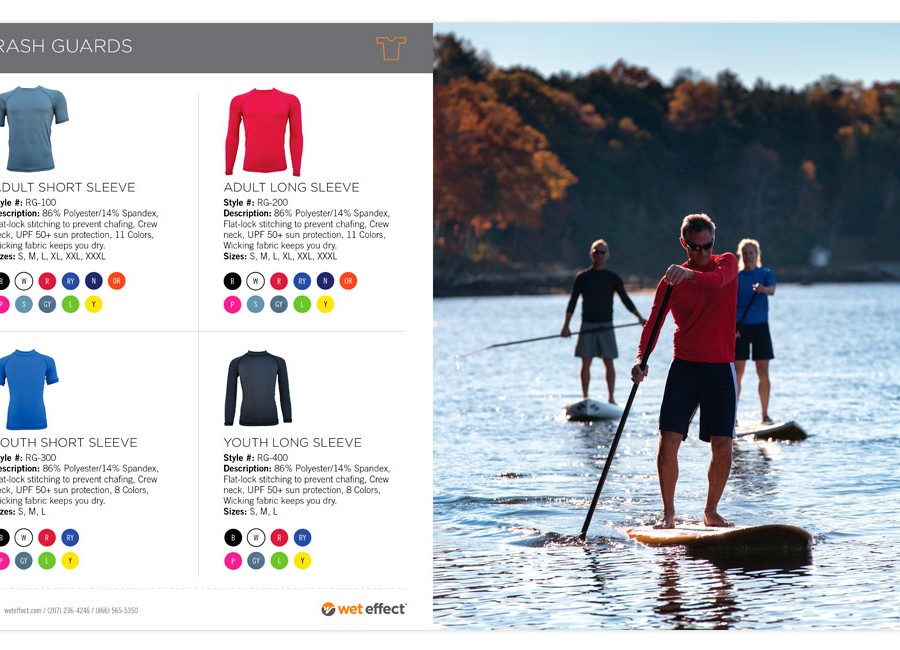 RASH GUARDS
ADULT SHORT SLEEVE
Style #: RG-100
Description: 86% Polyester/14% Spandex,
Flat-lock stitching to prevent chafing, Crew
neck, UPF 50+ sun protection, 11 Colors,
Wicking fabric keeps you dry.
Sizes: S, M, L, XL, XXL, XXXL
B W R RY N OR
P S GY L Y
ADULT LONG SLEEVE
Style #: RG-200
Description: 86% Polyester/14% Spandex,
Flat-lock stitching to prevent chafing, Crew
neck, UPF 50+ sun protection, 11 Colors,
Wicking fabric keeps you dry.
Sizes: S, M, L, XL, XXL, XXXL
B W R RY N OR
P S GY L Y
YOUTH SHORT SLEEVE
Style #: RG-300
Description: 86% Polyester/14% Spandex,
Flat-lock stitching to prevent chafing, Crew
neck, UPF 50+ sun protection, 8 Colors,
Wicking fabric keeps you dry.
Sizes: S, M, L
B W R RY
P GY L Y
YOUTH LONG SLEEVE
Style #: RG-400
Description: 86% Polyester/14% Spandex,
Flat-lock stitching to prevent chafing, Crew
neck, UPF 50+ sun protection, 8 Colors,
Wicking fabric keeps you dry.
Sizes: S, M, L
B W R RY
P GY L Y
weteffect.com / (207) 236-4246 / (866) 565-5350
wet effect